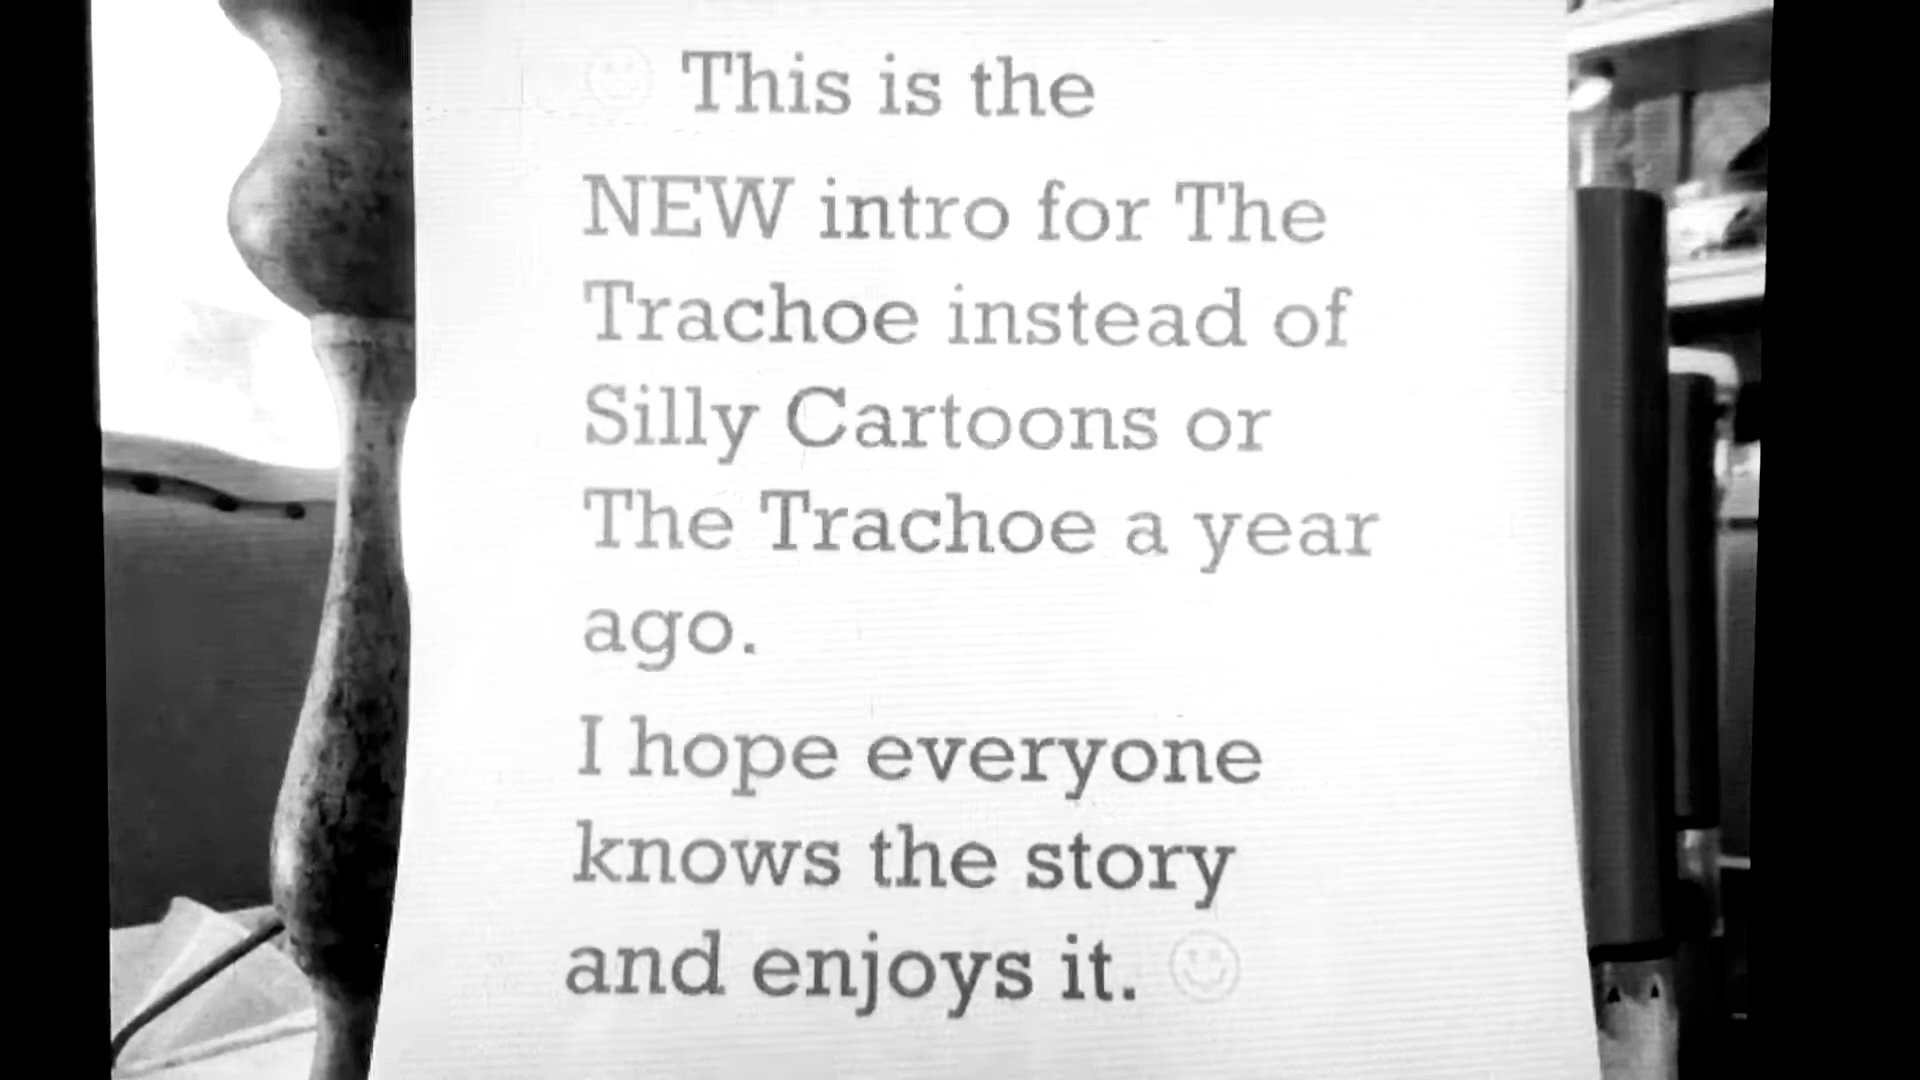 This is the
NEW intro for The
Trachoe instead of
Silly Cartoons or
The Trachoe a year
ago.
I hope everyone
knows the story
and enjoys it.